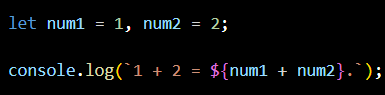 let num1 = 1, num2 = 2;
console.log(`1 + 2 = ${num1 + num2}.`);